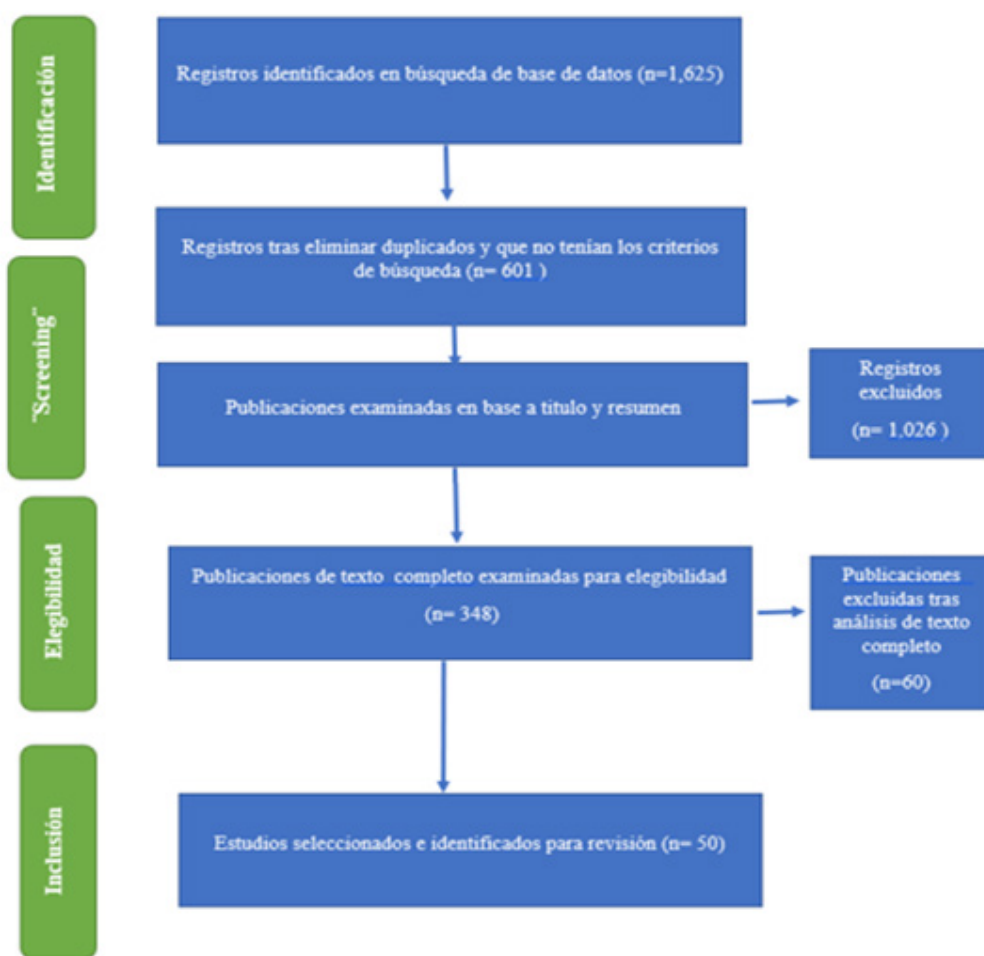 Identificación
Registros identificados en búsqueda de base de datos (n=1,625)
Registros tras eliminar duplicados y que no tenían los criterios
de búsqueda (n= 601 )
"Screening"
Publicaciones examinadas en base a titulo y resumen
Registros
excluidos
(n= 1,026 )
Elegibilidad
Publicaciones de texto completo examinadas para elegibilidad
(n= 348)
Publicaciones
excluidas tras
análisis de texto
completo
(n=60)
Inclusión
Estudios seleccionados e identificados para revisión (n= 50)